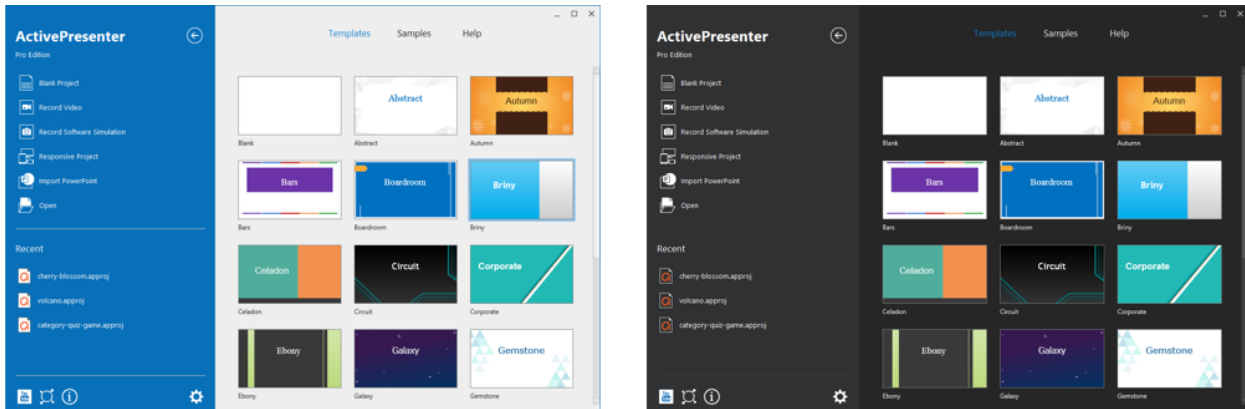 ActivePresenter
Pro Edition
Blank Project
Record Video
Record Software Simulation
Responsive Project
Import PowerPoint
Open
Recent
cherry-blossom.approj
volcano.approj
category-quiz-game.approj
Templates Samples Help
Abstract Autumn
Blank Abstract Autumn
Bars Boardroom Briny
Bars Boardroom Briny
Celadon Circuit Corporate
Celadon Circuit Corporate
Ebony Galaxy Gemstone
Ebony Galaxy Gemstone
ActivePresenter
Pro Edition
Blank Project
Record Video
Record Software Simulation
Responsive Project
Import PowerPoint
Open
Recent
cherry-blossom.approj
volcano.approj
category-quiz-game.approj
Templates Samples Help
Abstract Autumn
Blank Abstract Autumn
Bars Boardroom Briny
Bars Boardroom Briny
Celadon Circuit Corporate
Celadon Circuit Corporate
Ebony Galaxy Gemstone
Ebony Galaxy Gemstone